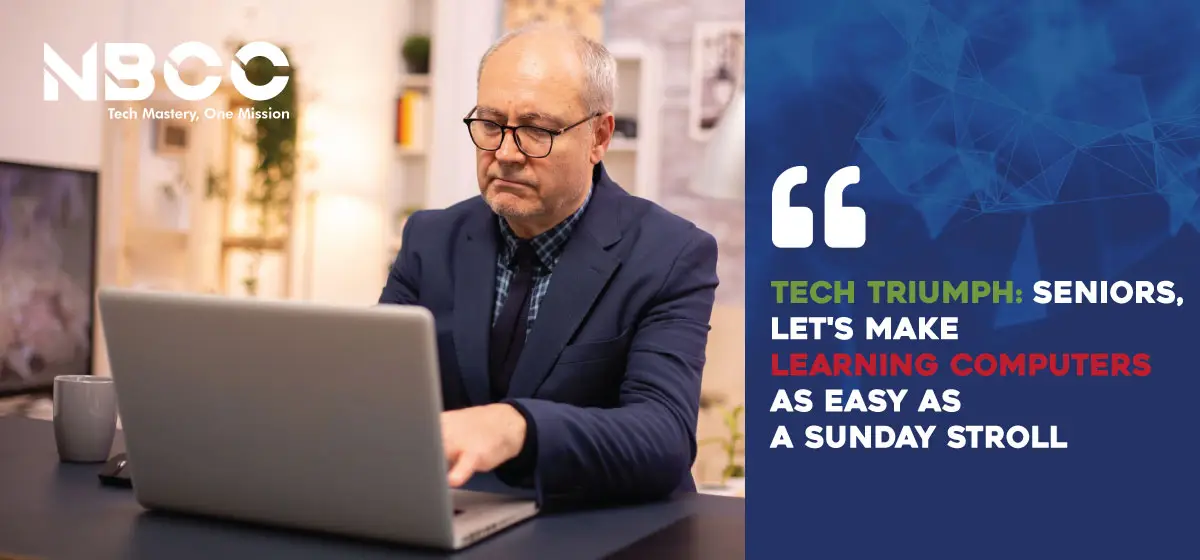 NBCC
Tech Mastery, One Mission
TECH TRIUMPH: SENIORS,
LET'S MAKE
LEARNING COMPUTERS
AS EASY AS
A SUNDAY STROLL